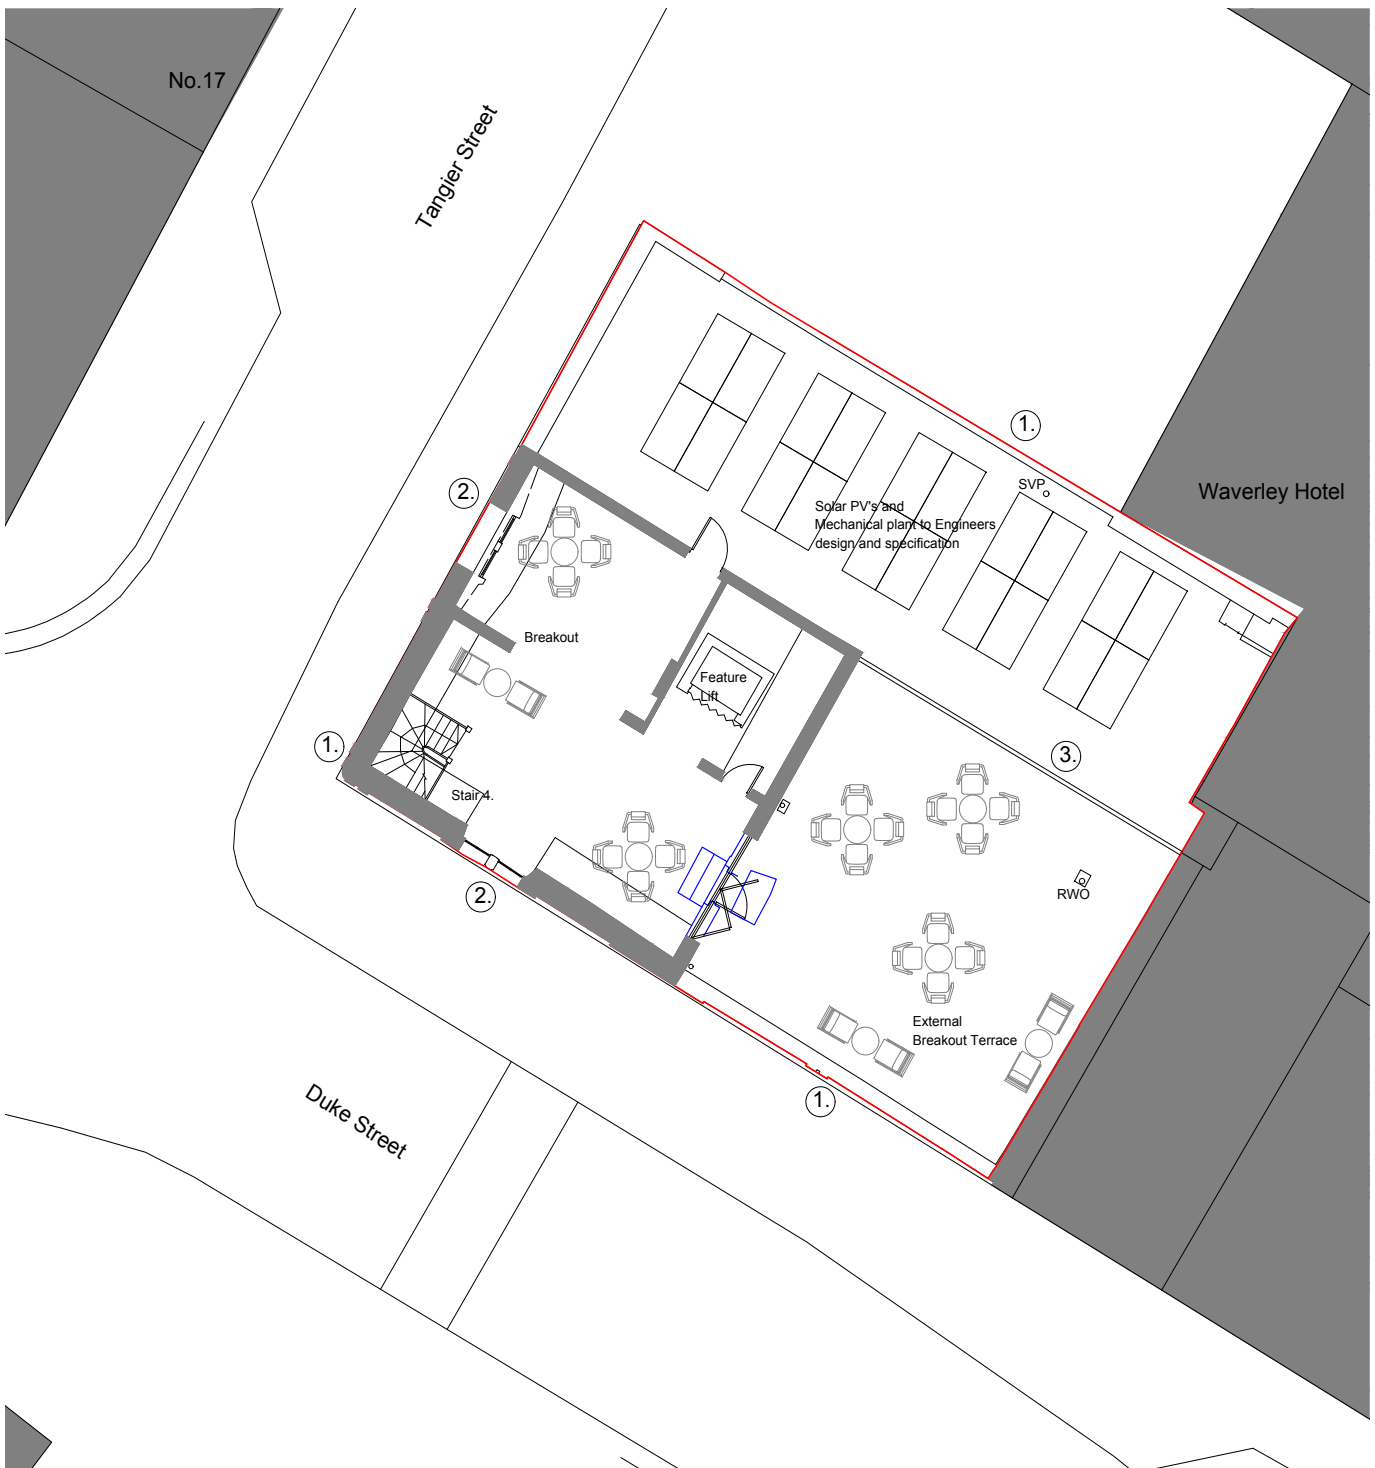 No.17
Tangier Street
1.
SVP
Waverley Hotel
2.
Solar PV's and
Mechanical plant to Engineers
design and specification
Breakout
Feature
Lift
1.
3.
Stair 4.
2.
RWO
External
Breakout Terrace
1.
Duke Street